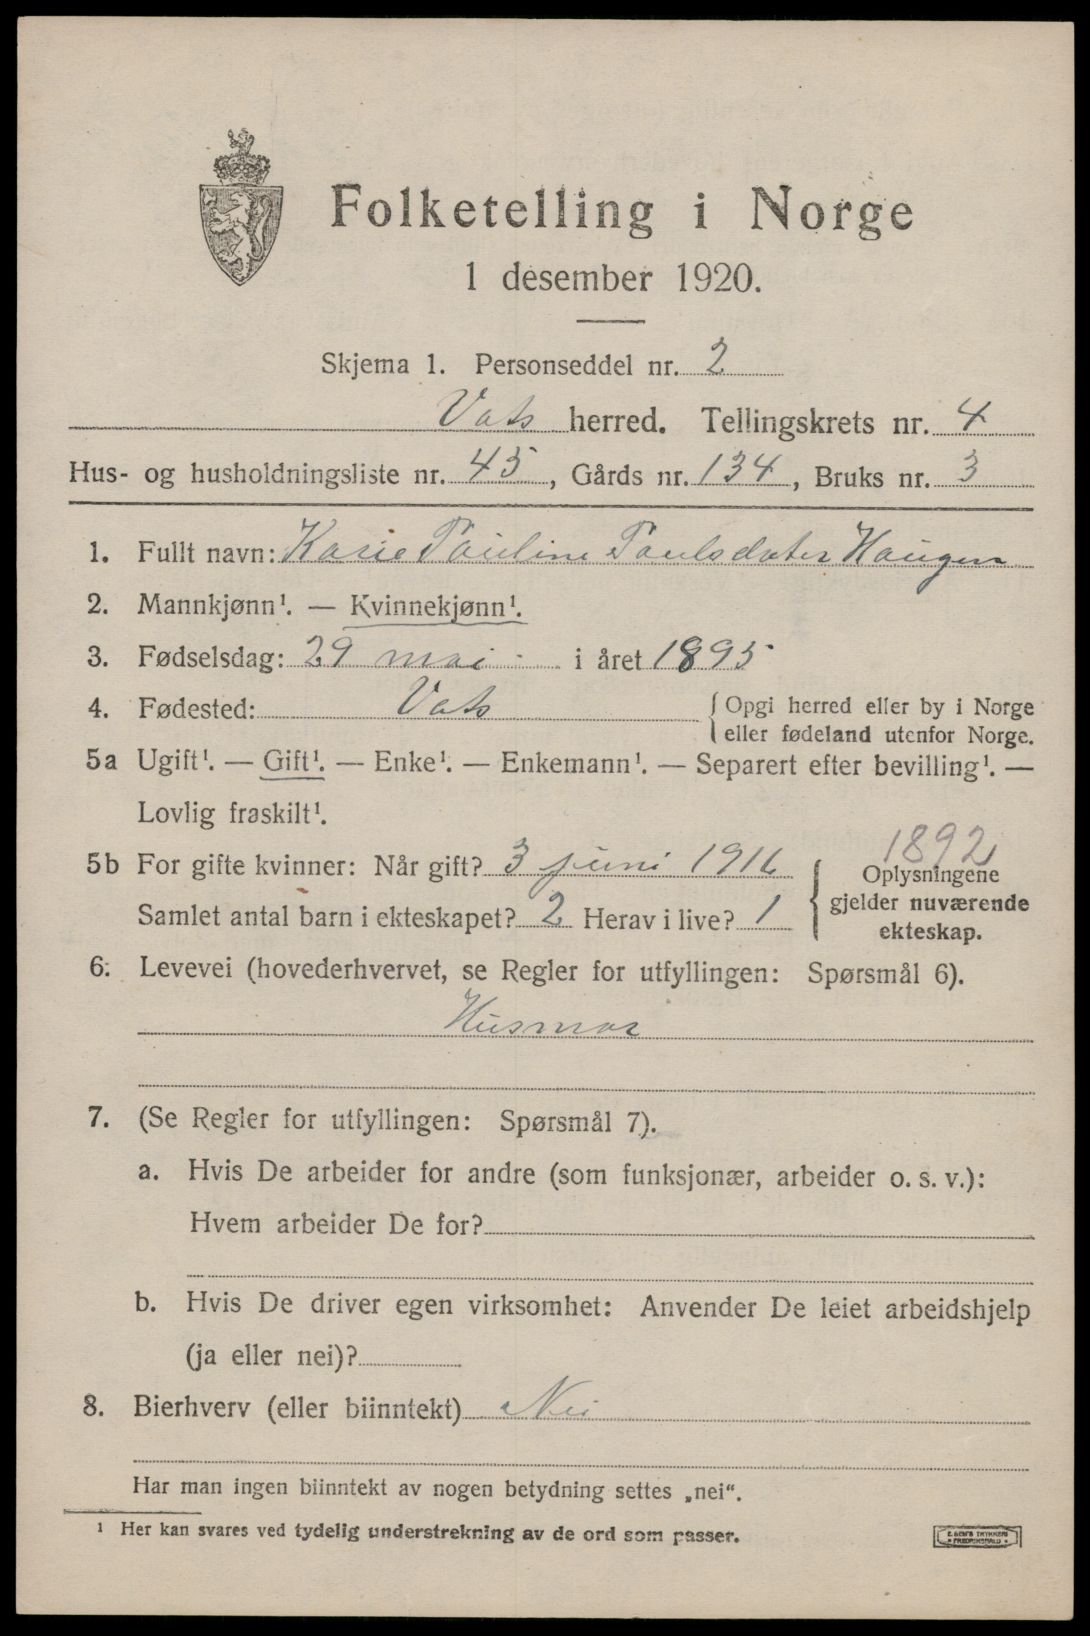 Folketelling i Norge
1 desember 1920.
Skjema 1. Personseddel nr. 2
Vats herred. Tellingskrets nr. 4
Hus- og husholdningsliste nr. 45, Gårds nr. 134, Bruks nr. 3
1. Fullt navn: Karie Pauline Paulsdater Haugen
2. Mannkjønn¹. — Kvinnekjønn¹.
3. Fødselsdag: 29 mai i året 1895
4. Fødested: Vats { Opgi herred eller by i Norge
eller fødeland utenfor Norge.
5a Ugift¹. — Gift¹. — Enke¹. — Enkemann¹. — Separert efter bevilling¹. —
Lovlig fraskilt¹.
1892
5b For gifte kvinner: Når gift? 3 juni 1916
Samlet antal barn i ekteskapet? 2 Herav i live? 1
{ Oplysningene
gjelder nuværende
ekteskap.
6. Levevei (hovederhvervet, se Regler for utfyllingen: Spørsmål 6).
Husmor
7. (Se Regler for utfyllingen: Spørsmål 7).
a. Hvis De arbeider for andre (som funksjonær, arbeider o. s. v.):
Hvem arbeider De for?
b. Hvis De driver egen virksomhet: Anvender De leiet arbeidshjelp
(ja eller nei)?
8. Bierhverv (eller biinntekt) Nei
Har man ingen biinntekt av nogen betydning settes „nei“.
¹ Her kan svares ved tydelig understrekning av de ord som passer.